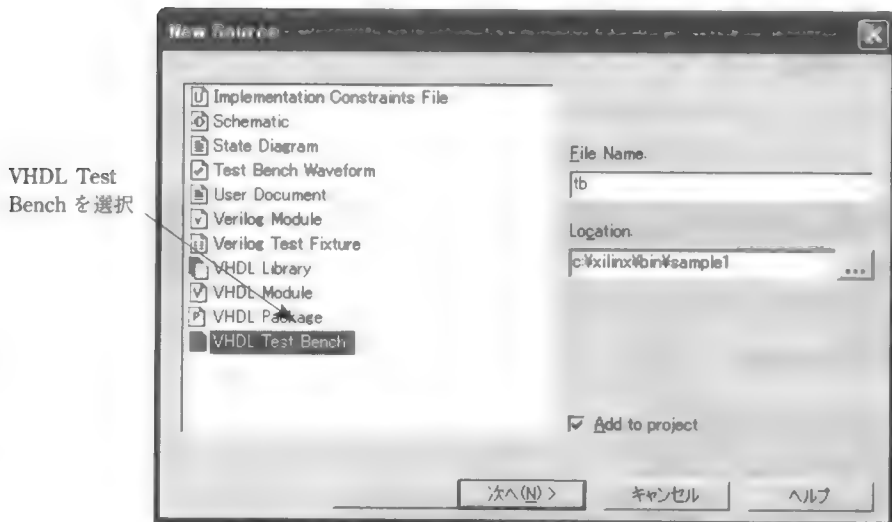 New Source
Implementation Constraints File
Schematic
State Diagram
Test Bench Waveform
User Document
Verilog Module
Verilog Test Fixture
VHDL Library
VHDL Module
VHDL Package
VHDL Test Bench
VHDL Test
Bench を選択
File Name:
tb
Location:
c:¥xilinx¥bin¥sample1
...
Add to project
次へ(N) >
キャンセル
ヘルプ